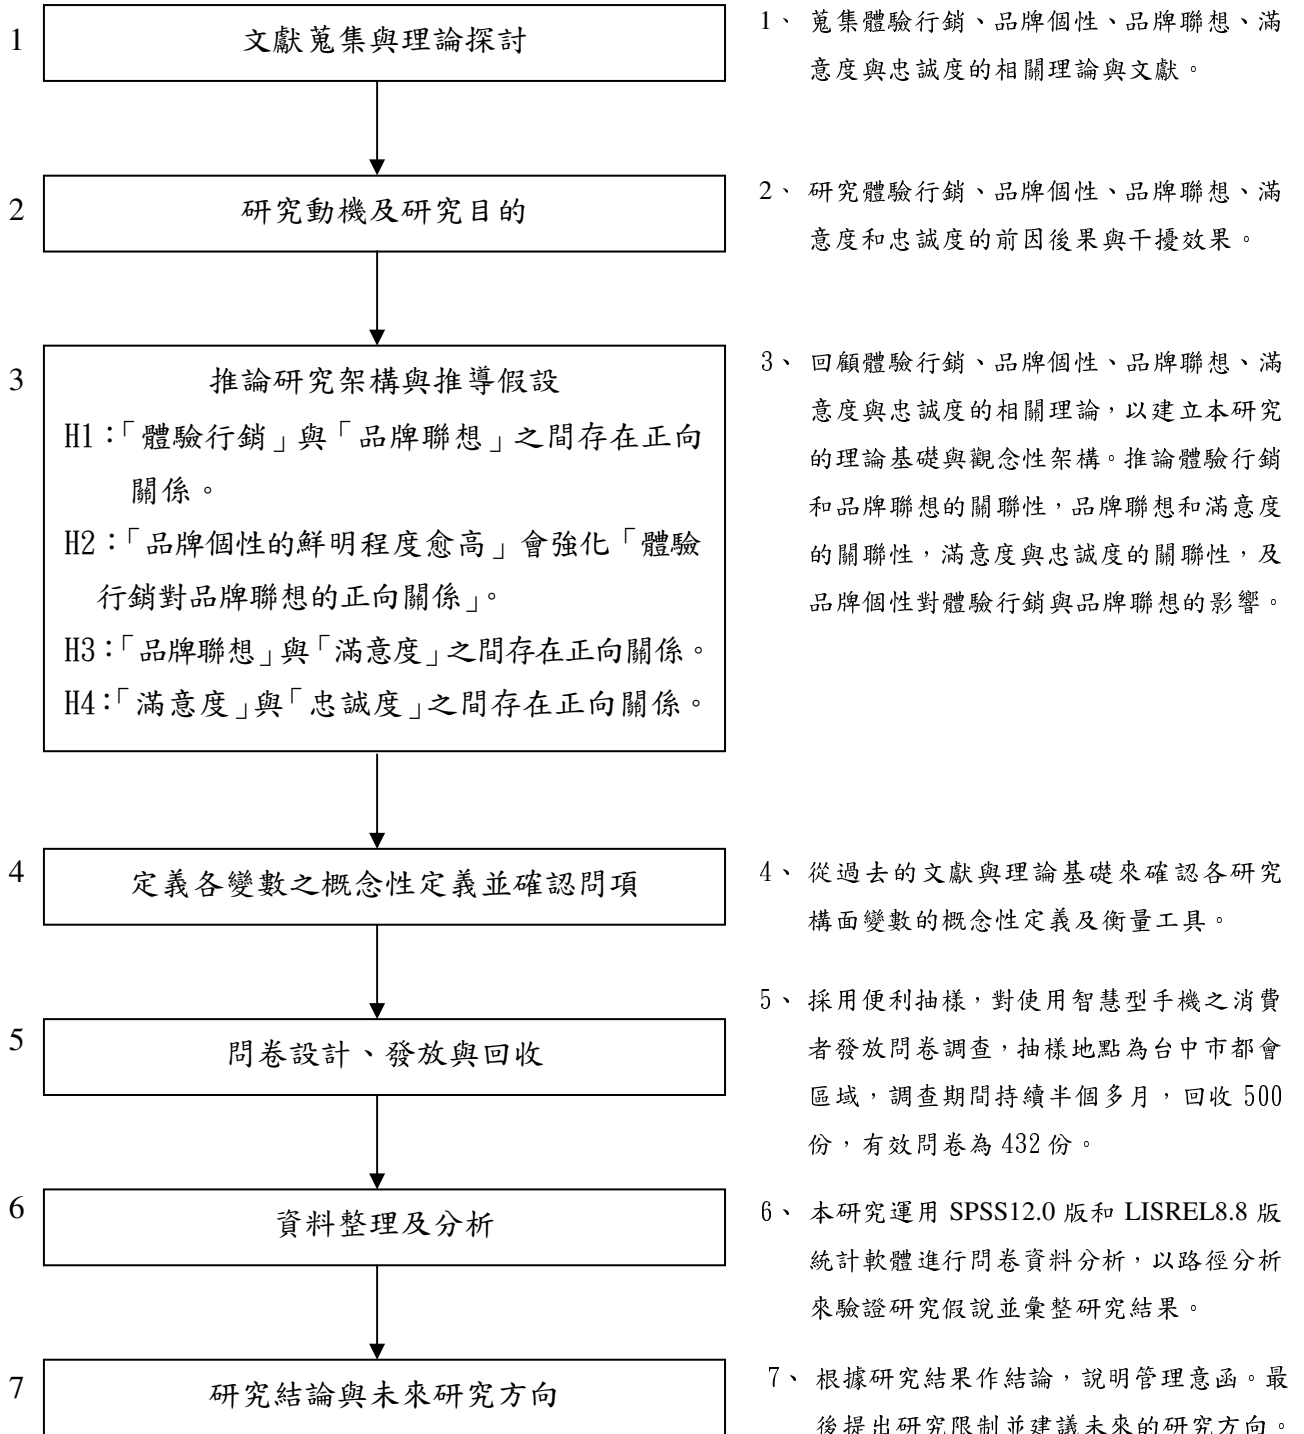 1
文獻蒐集與理論探討
1、 蒐集體驗行銷、品牌個性、品牌聯想、滿
意度與忠誠度的相關理論與文獻。
2
研究動機及研究目的
2、 研究體驗行銷、品牌個性、品牌聯想、滿
意度和忠誠度的前因後果與干擾效果。
3
推論研究架構與推導假設
H1：「體驗行銷」與「品牌聯想」之間存在正向
關係。
H2：「品牌個性的鮮明程度愈高」會強化「體驗
行銷對品牌聯想的正向關係」。
H3：「品牌聯想」與「滿意度」之間存在正向關係。
H4：「滿意度」與「忠誠度」之間存在正向關係。
3、 回顧體驗行銷、品牌個性、品牌聯想、滿
意度與忠誠度的相關理論，以建立本研究
的理論基礎與觀念性架構。推論體驗行銷
和品牌聯想的關聯性，品牌聯想和滿意度
的關聯性，滿意度與忠誠度的關聯性，及
品牌個性對體驗行銷與品牌聯想的影響。
4
定義各變數之概念性定義並確認問項
4、 從過去的文獻與理論基礎來確認各研究
構面變數的概念性定義及衡量工具。
5
問卷設計、發放與回收
5、 採用便利抽樣，對使用智慧型手機之消費
者發放問卷調查，抽樣地點為台中市都會
區域，調查期間持續半個多月，回收 500
份，有效問卷為 432 份。
6
資料整理及分析
6、 本研究運用 SPSS12.0 版和 LISREL8.8 版
統計軟體進行問卷資料分析，以路徑分析
來驗證研究假說並彙整研究結果。
7
研究結論與未來研究方向
7、 根據研究結果作結論，說明管理意函。最
後提出研究限制並建議未來的研究方向。